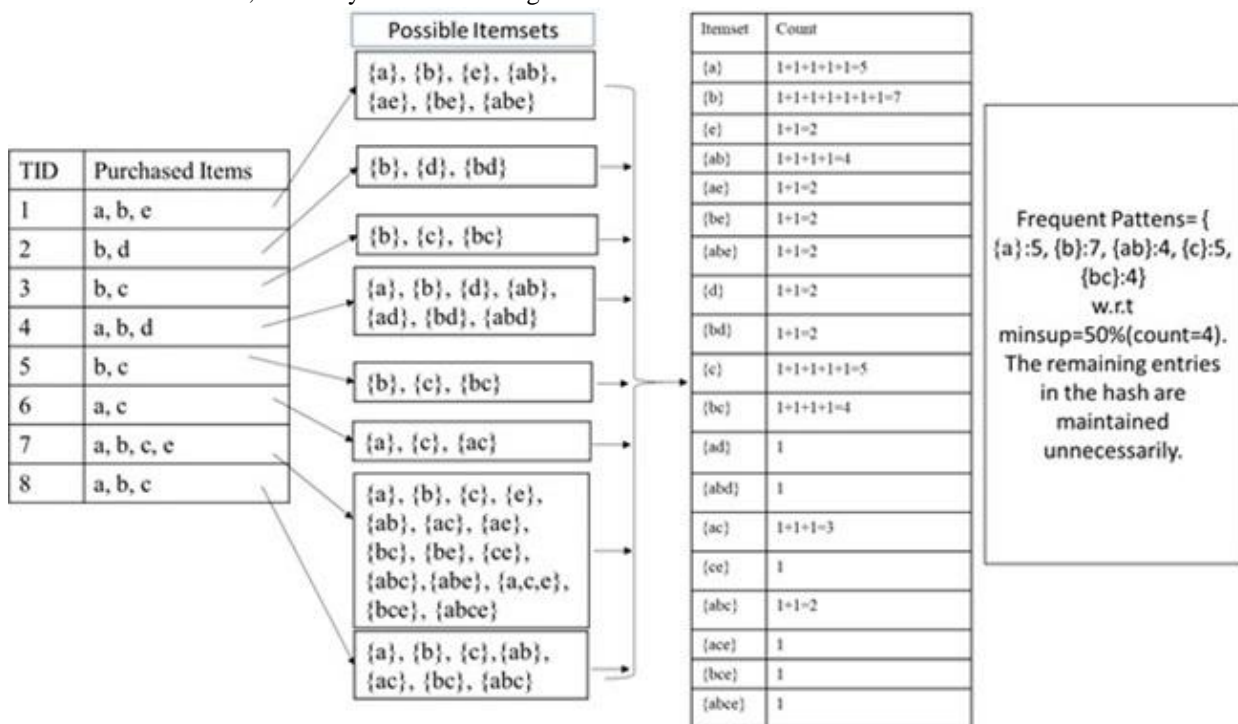 Possible Itemsets
{a}, {b}, {e}, {ab},
{ae}, {be}, {abe}
{b}, {d}, {bd}
{b}, {c}, {bc}
{a}, {b}, {d}, {ab},
{ad}, {bd}, {abd}
{b}, {c}, {bc}
{a}, {c}, {ac}
{a}, {b}, {c}, {e},
{ab}, {ac}, {ae},
{bc}, {be}, {ce},
{abc},{abe}, {a,c,e},
{bce}, {abce}
{a}, {b}, {c},{ab},
{ac}, {bc}, {abc}
TID Purchased Items
1 a, b, e
2 b, d
3 b, c
4 a, b, d
5 b, c
6 a, c
7 a, b, c, e
8 a, b, c
Itemset Count
{a} 1+1+1+1+1=5
{b} 1+1+1+1+1+1+1=7
{e} 1+1=2
{ab} 1+1+1+1=4
{ae} 1+1=2
{be} 1+1=2
{abe} 1+1=2
{d} 1+1=2
{bd} 1+1=2
{c} 1+1+1+1+1=5
{bc} 1+1+1+1=4
{ad} 1
{abd} 1
{ac} 1+1+1=3
{ce} 1
{abc} 1+1=2
{ace} 1
{bce} 1
{abce} 1
Frequent Pattens= {
{a}:5, {b}:7, {ab}:4, {c}:5,
{bc}:4}
w.r.t
minsup=50%(count=4).
The remaining entries
in the hash are
maintained
unnecessarily.